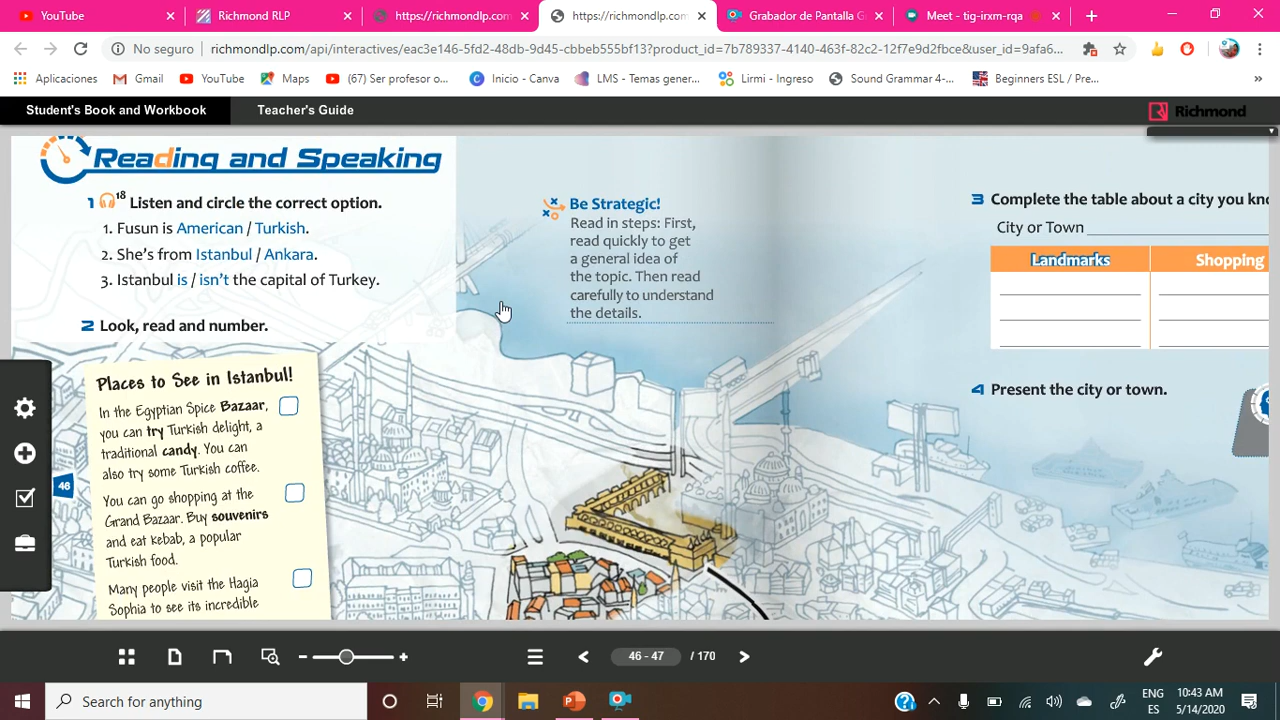 YouTube
Richmond RLP
https://richmondlp.com/
https://richmondlp.com/
Grabador de Pantalla G
Meet - tig-irxm-rqa
No seguro
richmondlp.com/api/interactives/eac3e146-5fd2-48db-9d45-cbbeb555bf13?product_id=7b789337-4140-463f-82c2-12f7e9d2fbce&user_id=9afa6...
Aplicaciones
Gmail
YouTube
Maps
(67) Ser profesor o...
Inicio - Canva
LMS - Temas gener...
Lirmi - Ingreso
Sound Grammar 4-...
Beginners ESL / Pre...
»
Student's Book and Workbook
Teacher's Guide
Richmond
Reading and Speaking
1 18 Listen and circle the correct option.
1. Fusun is American / Turkish.
2. She's from Istanbul / Ankara.
3. Istanbul is / isn't the capital of Turkey.
2 Look, read and number.
Places to See in Istanbul!
In the Egyptian Spice Bazaar,
you can try Turkish delight, a
traditional candy. You can
also try some Turkish coffee.
You can go shopping at the
Grand Bazaar. Buy souvenirs
and eat kebab, a popular
Turkish food.
Many people visit the Hagia
Sophia to see its incredible
46
Be Strategic!
Read in steps: First,
read quickly to get
a general idea of
the topic. Then read
carefully to understand
the details.
3 Complete the table about a city you kno
City or Town
Landmarks
Shopping
4 Present the city or town.
46 - 47 / 170
Search for anything
ENG
ES
10:43 AM
5/14/2020